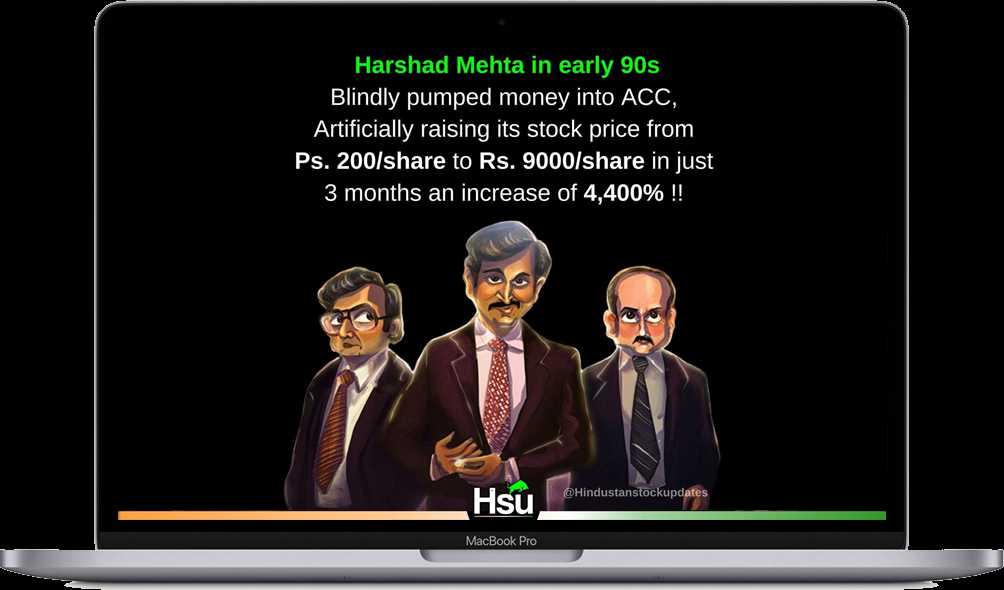 Harshad Mehta in early 90s
Blindly pumped money into ACC,
Artificially raising its stock price from
Ps. 200/share to Rs. 9000/share in just
3 months an increase of 4,400% !!
Hsu
@Hindustanstockupdates
MacBook Pro